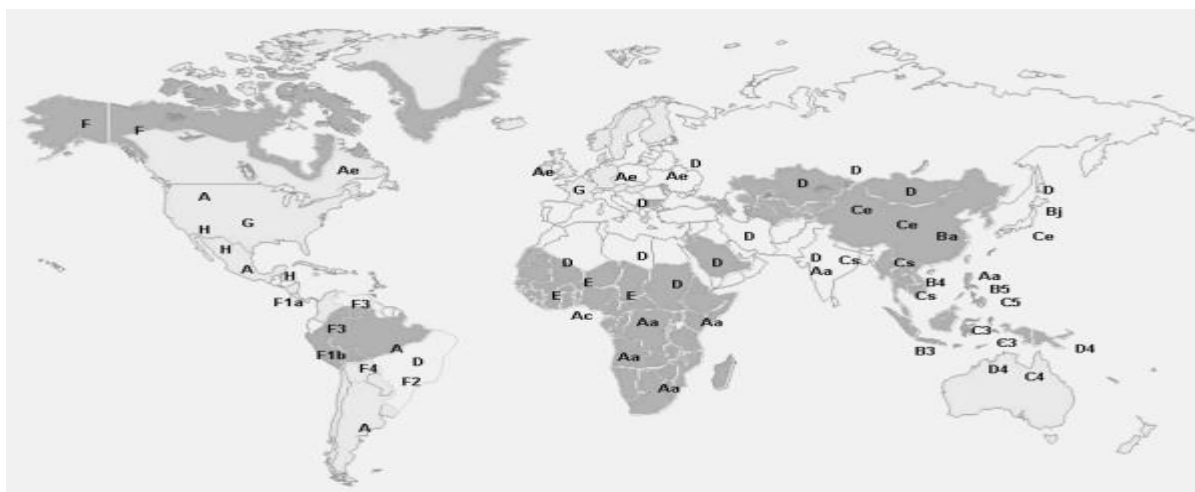 F F
Ae
A
H G
H
A H
F1a F3
F3
F1b A
F4 D
F2
A
Ae Ae Ae D
G
D
D D
D D
D D D D
E E E
Ac Aa Aa
Aa
Aa
D
Aa Cs
Ce Ce
Ba
Cs
D
Bj
Ce
B4 Aa
Cs B5
C5
C3
B3 C3
D4
D4 C4